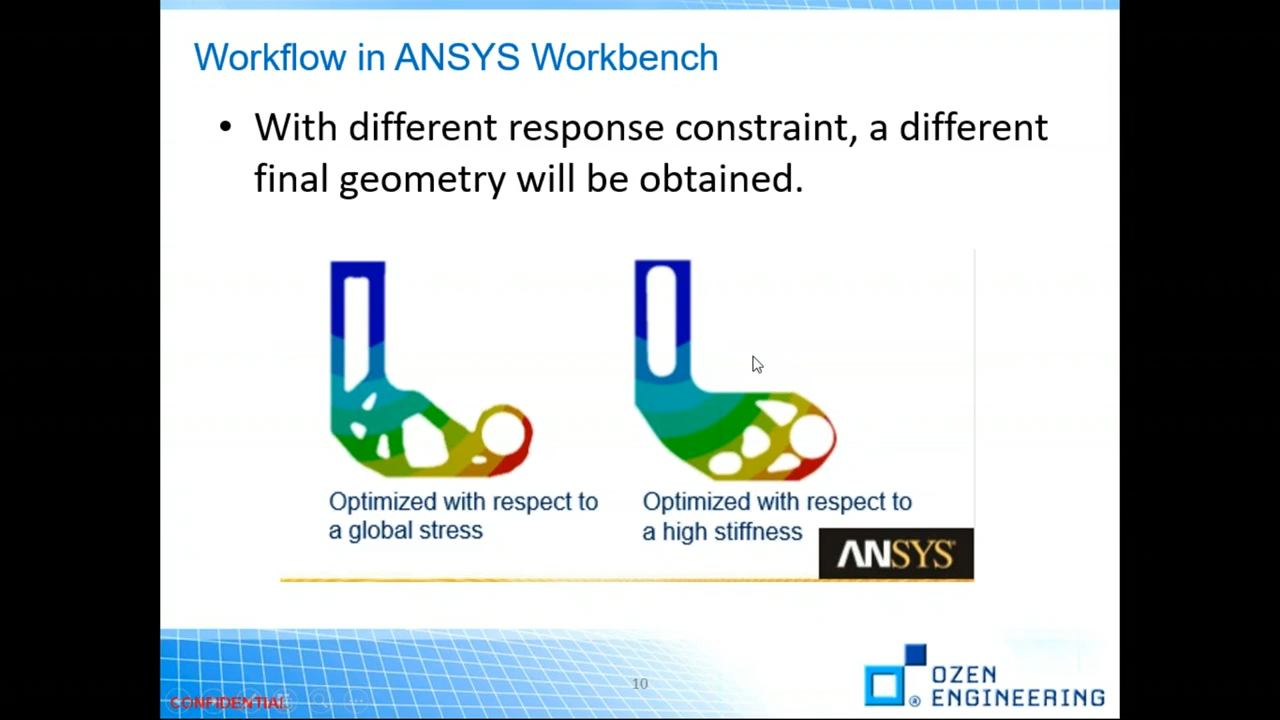 Workflow in ANSYS Workbench
• With different response constraint, a different
final geometry will be obtained.
Optimized with respect to
a global stress
Optimized with respect to
a high stiffness
ANSYS®
10
OZEN
® ENGINEERING
CONFIDENTIAL